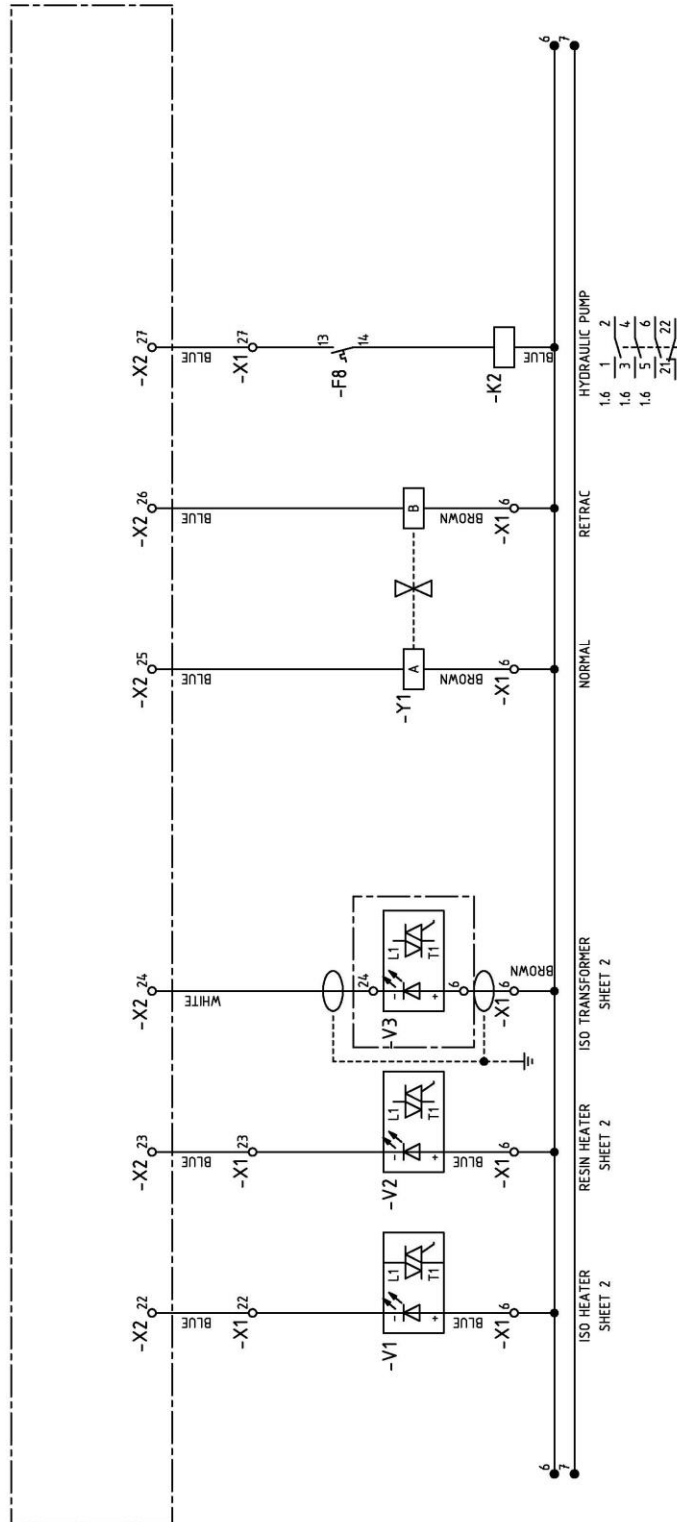 -X2 22
BLUE
-X1 22
-V1
-
+
L1
T1
BLUE
-X1 6
ISO HEATER
SHEET 2
-X2 23
BLUE
-X1 23
-V2
-
+
L1
T1
BLUE
-X1 6
RESIN HEATER
SHEET 2
-X2 24
WHITE
24
-V3
-
+
L1
T1
6
-X1 6
BROWN
ISO TRANSFORMER
SHEET 2
-X2 25
BLUE
-Y1
A
BROWN
-X1 6
NORMAL
-X2 26
BLUE
B
BROWN
-X1 6
RETRAC
-X2 27
BLUE
-X1 27
13
-F8
14
-K2
BLUE
HYDRAULIC PUMP
1.6 1 2
1.6 3 4
1.6 5 6
21 22
6
7
6
7